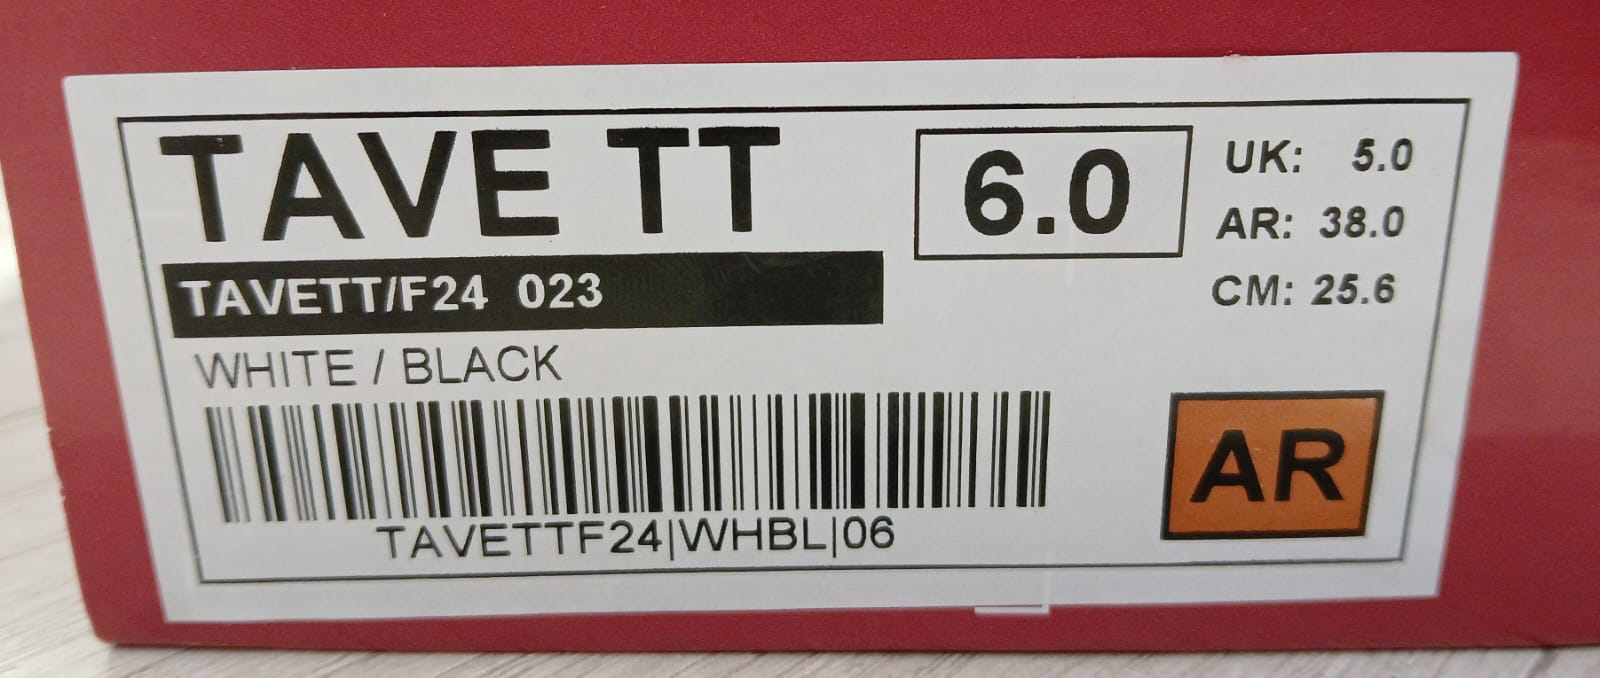 TAVE TT
6.0
UK: 5.0
AR: 38.0
CM: 25.6
TAVETT/F24 023
WHITE / BLACK
TAVETTF24|WHBL|06
AR